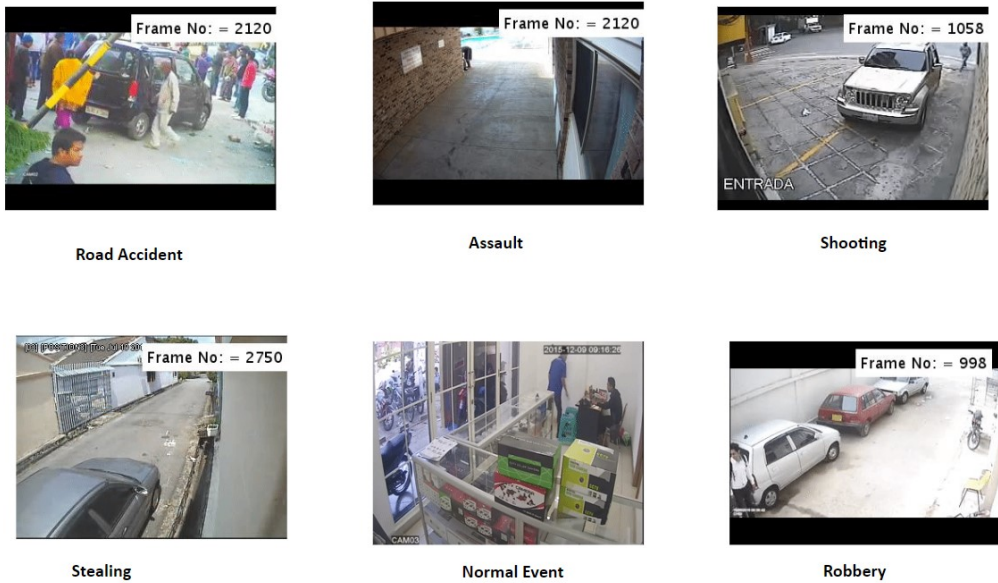 Frame No: = 2120
Frame No: = 2120
Frame No: = 1058
ENTRADA
Road Accident
Assault
Shooting
Frame No: = 2750
2015-12-09 09:16:26
Frame No: = 998
CAM03
Stealing
Normal Event
Robbery